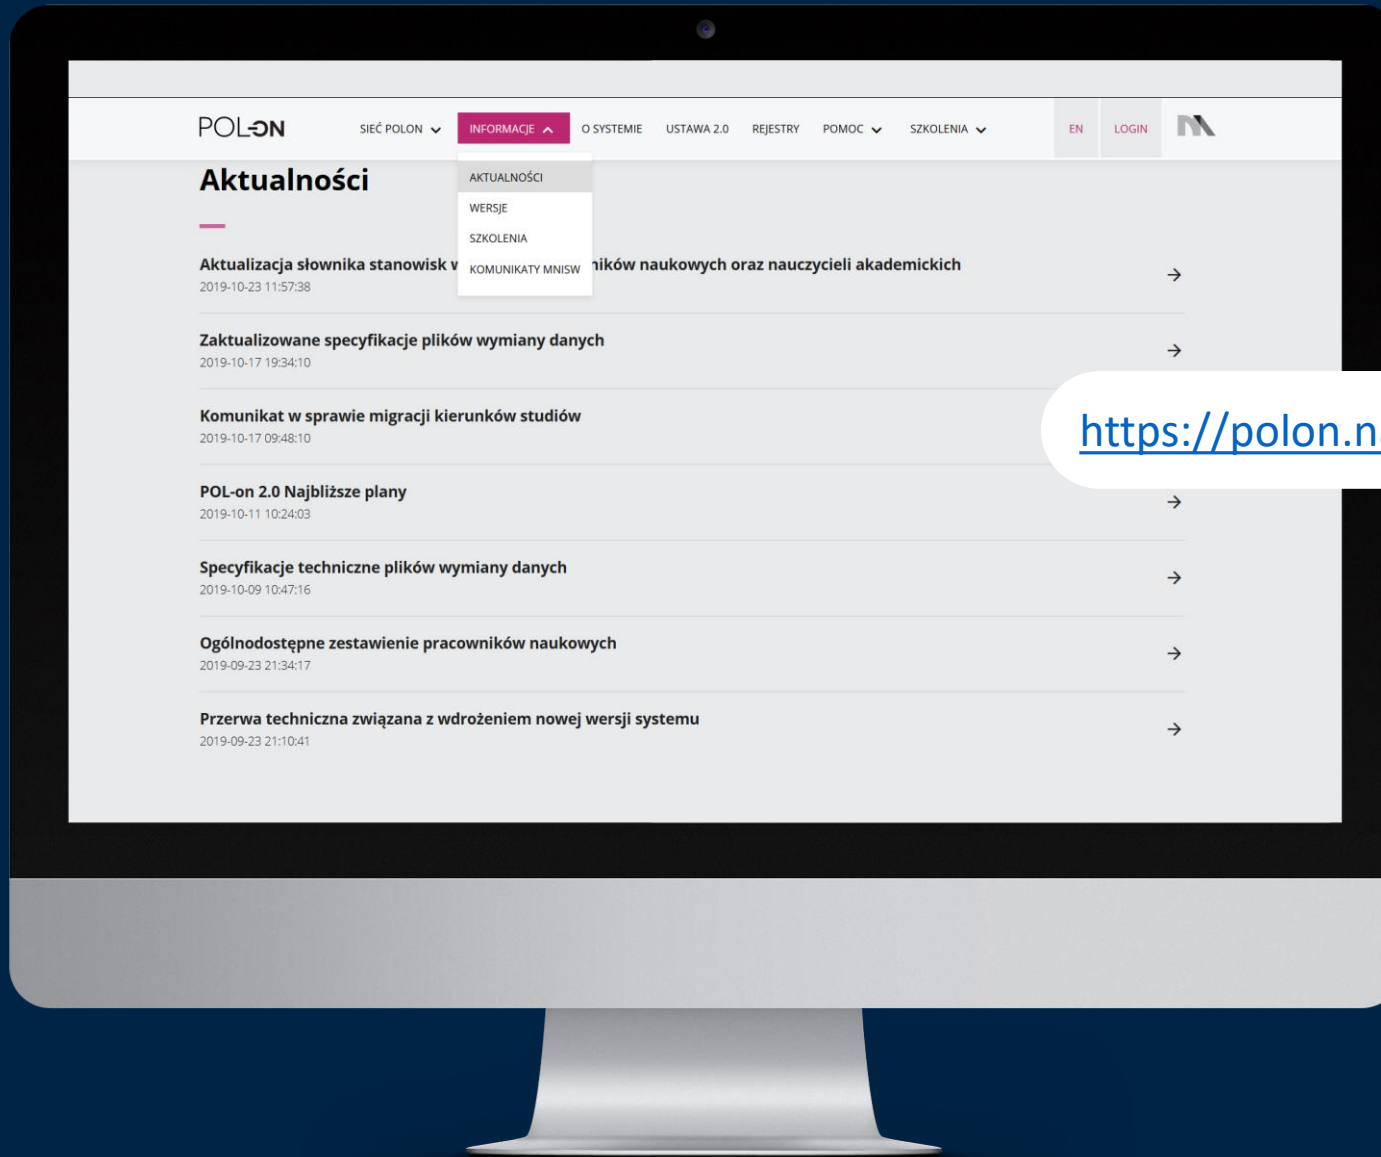 POL-ON
SIEĆ POLON
INFORMACJE
O SYSTEMIE
USTAWA 2.0
REJESTRY
POMOC
SZKOLENIA
EN
LOGIN
Aktualności
AKTUALNOŚCI
WERSJE
SZKOLENIA
KOMUNIKATY MNISW
Aktualizacja słownika stanowisk w ników naukowych oraz nauczycieli akademickich
2019-10-23 11:57:38
Zaktualizowane specyfikacje plików wymiany danych
2019-10-17 19:34:10
Komunikat w sprawie migracji kierunków studiów
2019-10-17 09:48:10
https://polon.na
POL-on 2.0 Najbliższe plany
2019-10-11 10:24:03
Specyfikacje techniczne plików wymiany danych
2019-10-09 10:47:16
Ogólnodostępne zestawienie pracowników naukowych
2019-09-23 21:34:17
Przerwa techniczna związana z wdrożeniem nowej wersji systemu
2019-09-23 21:10:41